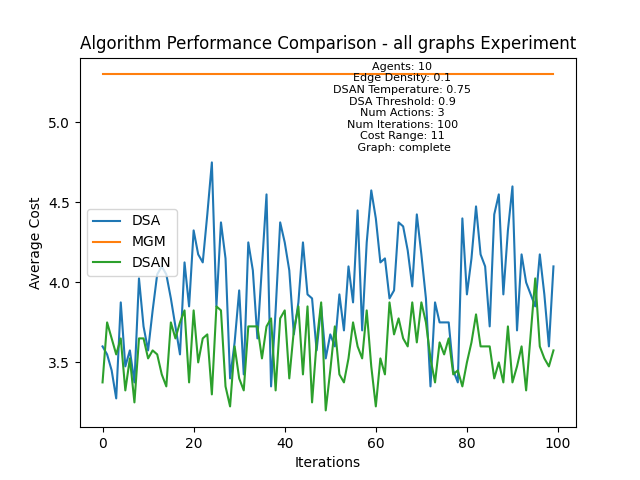 Algorithm Performance Comparison - all graphs Experiment
Agents: 10
Edge Density: 0.1
DSAN Temperature: 0.75
DSA Threshold: 0.9
Num Actions: 3
Num Iterations: 100
Cost Range: 11
Graph: complete
5.0
4.5
4.0
3.5
Average Cost
DSA
MGM
DSAN
0 20 40 60 80 100
Iterations